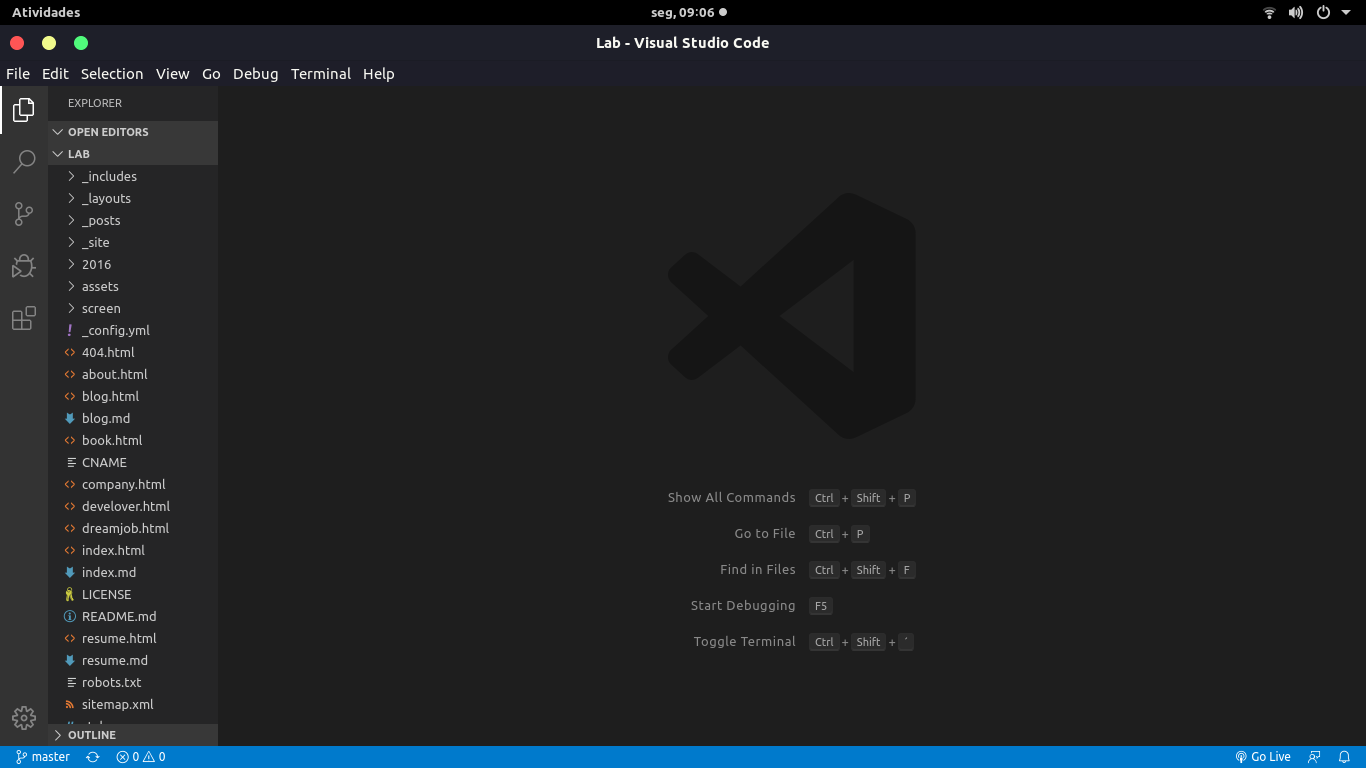 Atividades
seg, 09:06
Lab - Visual Studio Code
File Edit Selection View Go Debug Terminal Help
EXPLORER
OPEN EDITORS
LAB
_includes
_layouts
_posts
_site
2016
assets
screen
! _config.yml
404.html
about.html
blog.html
blog.md
book.html
CNAME
company.html
develover.html
dreamjob.html
index.html
index.md
LICENSE
README.md
resume.html
resume.md
robots.txt
sitemap.xml
OUTLINE
Show All Commands Ctrl + Shift + P
Go to File Ctrl + P
Find in Files Ctrl + Shift + F
Start Debugging F5
Toggle Terminal Ctrl + Shift + ´
master 0 0 Go Live